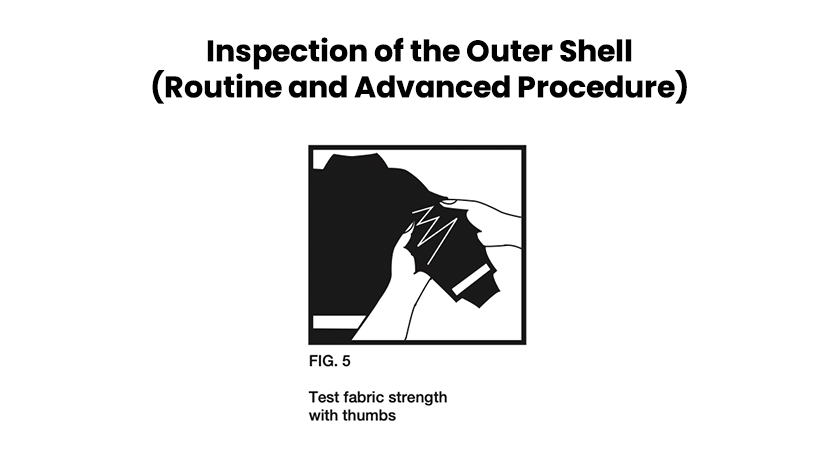 Inspection of the Outer Shell
(Routine and Advanced Procedure)
FIG. 5
Test fabric strength
with thumbs